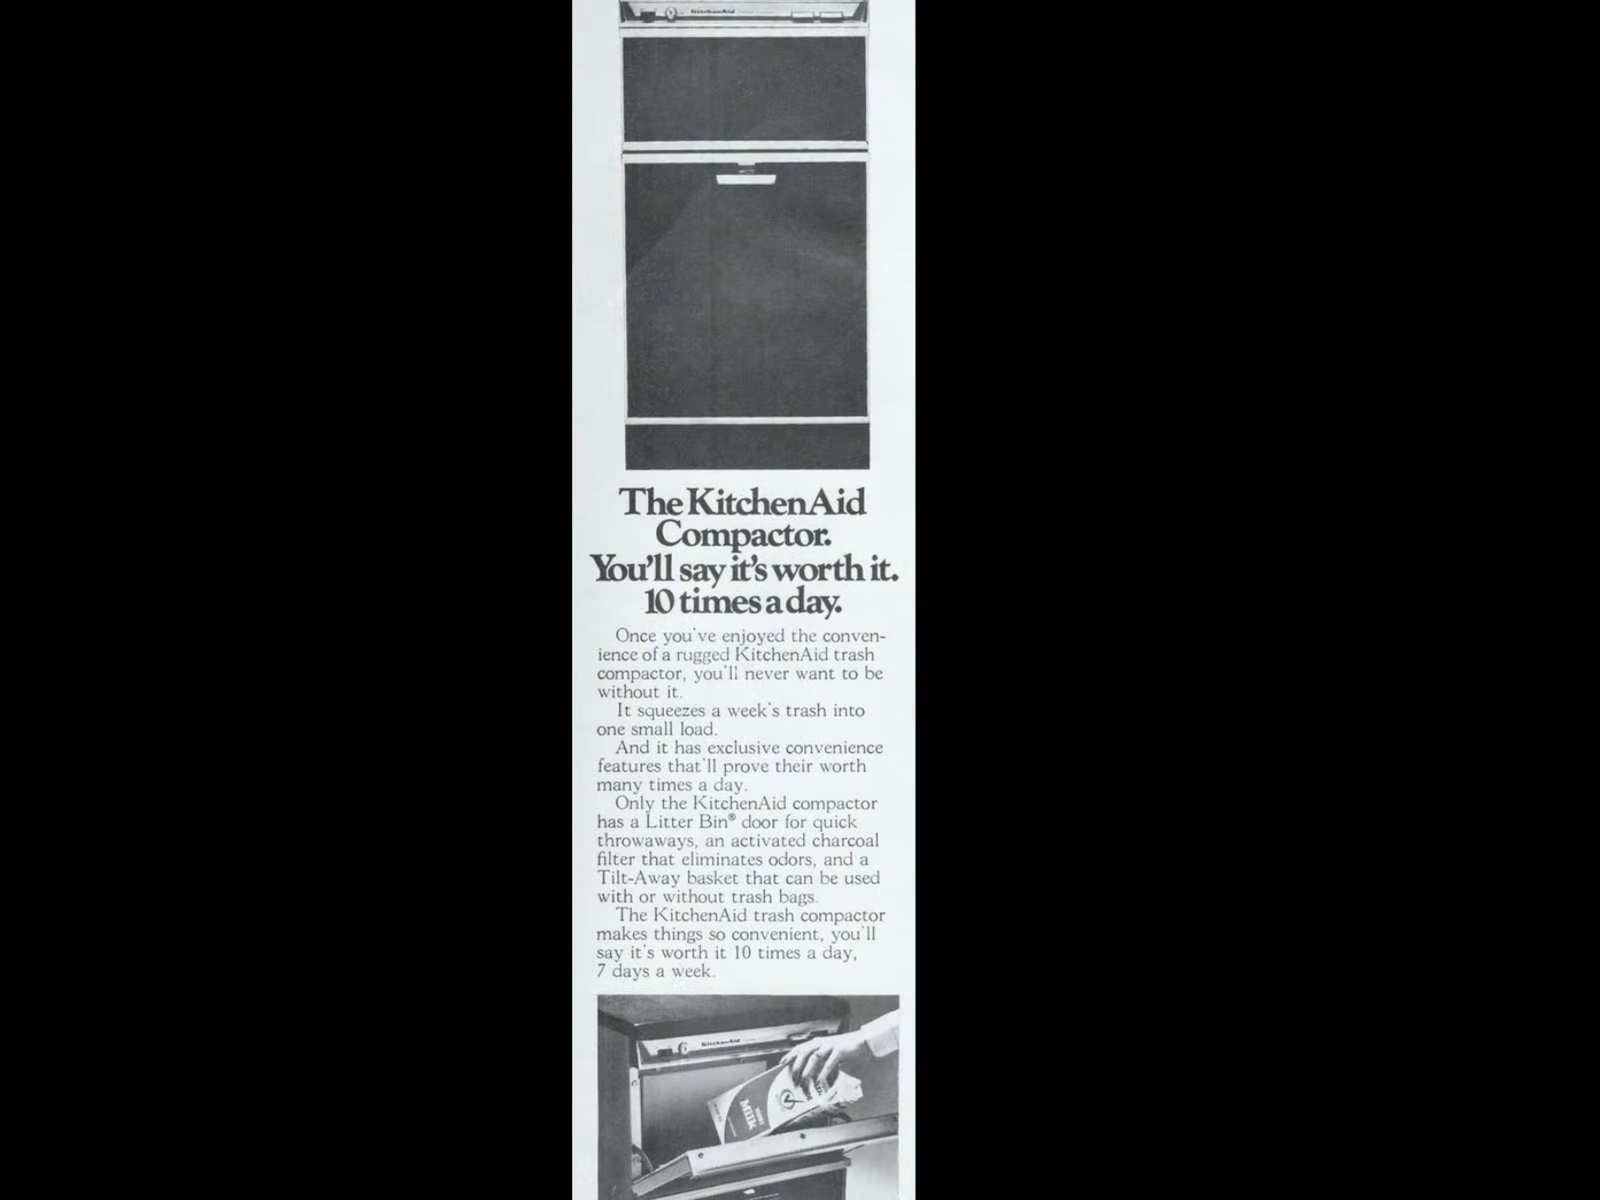 KitchenAid
The KitchenAid
Compactor.
You'll say it's worth it.
10 times a day.
Once you've enjoyed the conven-
ience of a rugged KitchenAid trash
compactor, you'll never want to be
without it.
It squeezes a week's trash into
one small load.
And it has exclusive convenience
features that'll prove their worth
many times a day.
Only the KitchenAid compactor
has a Litter Bin® door for quick
throwaways, an activated charcoal
filter that eliminates odors, and a
Tilt-Away basket that can be used
with or without trash bags.
The KitchenAid trash compactor
makes things so convenient, you'll
say it's worth it 10 times a day,
7 days a week.
KitchenAid
Milk